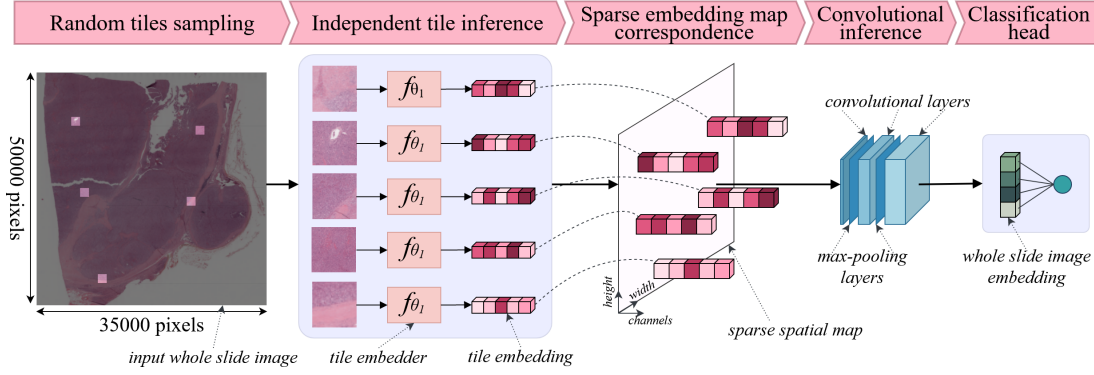 Random tiles sampling
Independent tile inference
Sparse embedding map
correspondence
Convolutional
inference
Classification
head
50000 pixels
35000 pixels
input whole slide image
fθ1
fθ1
fθ1
fθ1
fθ1
tile embedder
tile embedding
height
width
channels
sparse spatial map
convolutional layers
max-pooling
layers
whole slide image
embedding